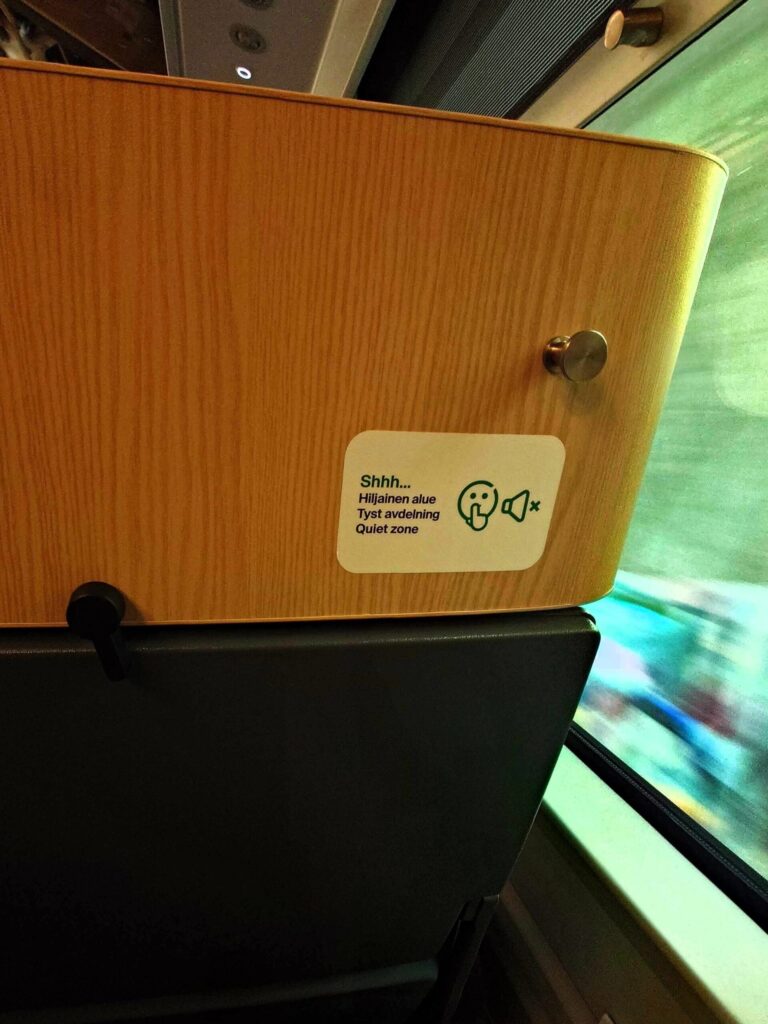 Shhh...
Hiljainen alue
Tyst avdelning
Quiet zone